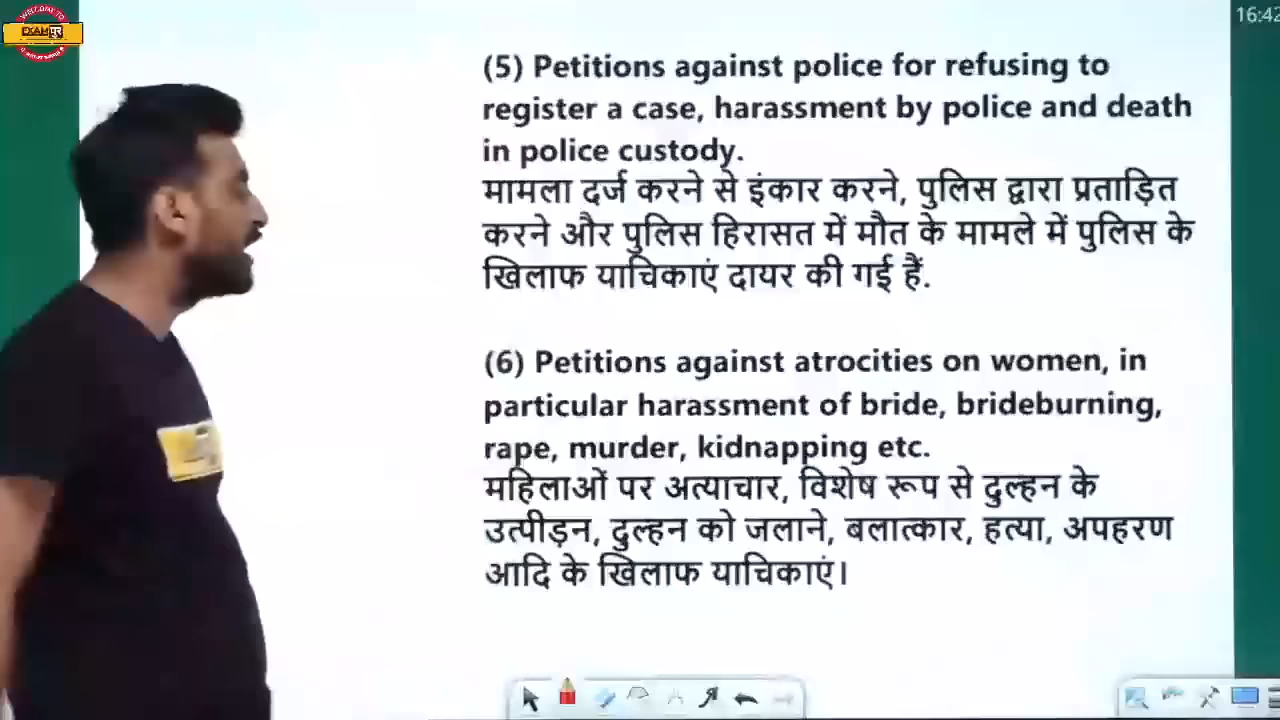 WELCOME TO
EXAMपुर
16:42
(5) Petitions against police for refusing to
register a case, harassment by police and death
in police custody.
मामला दर्ज करने से इंकार करने, पुलिस द्वारा प्रताड़ित
करने और पुलिस हिरासत में मौत के मामले में पुलिस के
खिलाफ याचिकाएं दायर की गई हैं.
(6) Petitions against atrocities on women, in
particular harassment of bride, brideburning,
rape, murder, kidnapping etc.
महिलाओं पर अत्याचार, विशेष रूप से दुल्हन के
उत्पीड़न, दुल्हन को जलाने, बलात्कार, हत्या, अपहरण
आदि के खिलाफ याचिकाएं।